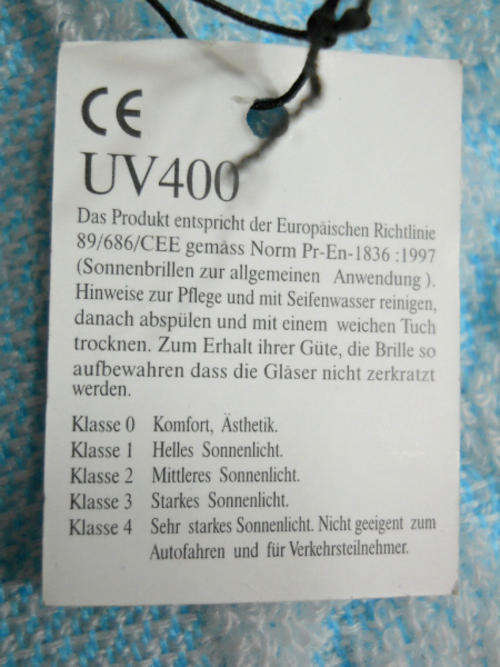 CE
UV400
Das Produkt entspricht der Europäischen Richtlinie
89/686/CEE gemäss Norm Pr-En-1836 :1997
(Sonnenbrillen zur allgemeinen Anwendung ).
Hinweise zur Pflege und mit Seifenwasser reinigen,
danach abspülen und mit einem weichen Tuch
trocknen. Zum Erhalt ihrer Güte, die Brille so
aufbewahren dass die Gläser nicht zerkratzt
werden.
Klasse 0 Komfort, Ästhetik.
Klasse 1 Helles Sonnenlicht.
Klasse 2 Mittleres Sonnenlicht.
Klasse 3 Starkes Sonnenlicht.
Klasse 4 Sehr starkes Sonnenlicht. Nicht geeigent zum
Autofahren und für Verkehrsteilnehmer.